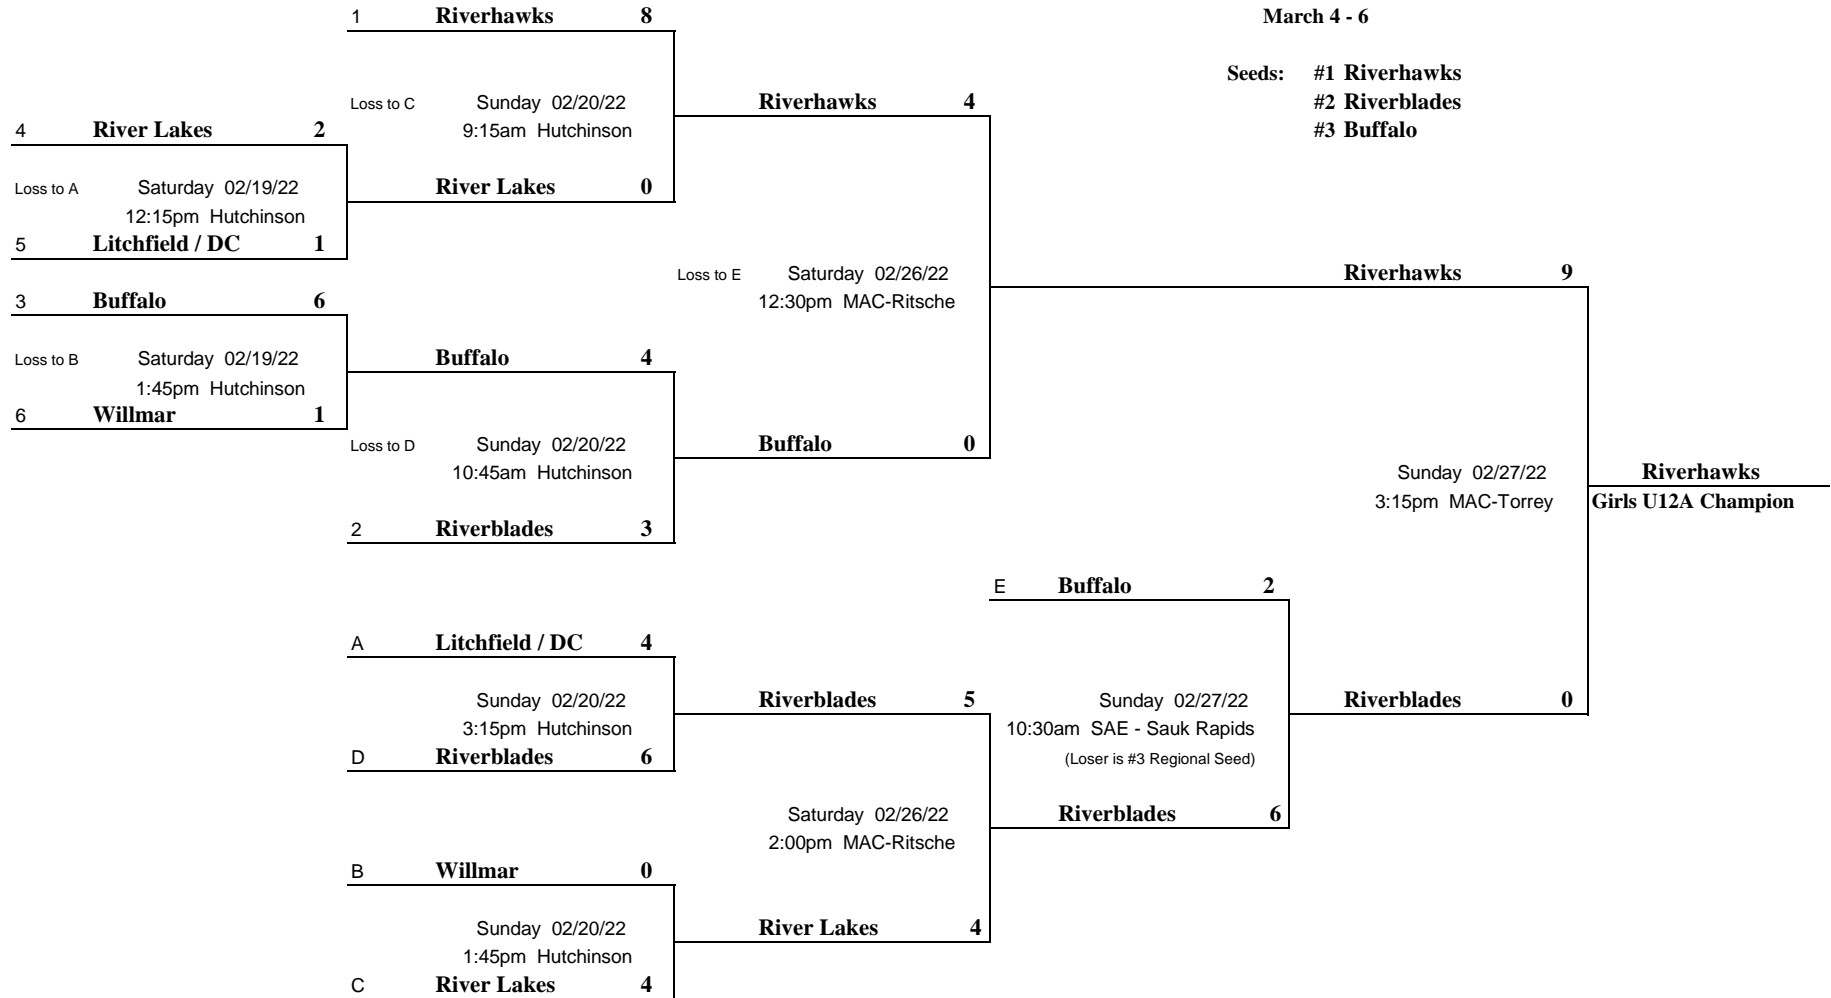 1 Riverhawks 8
March 4 - 6
Seeds: #1 Riverhawks
Loss to C Sunday 02/20/22 Riverhawks 4 #2 Riverblades
4 River Lakes 2 9:15am Hutchinson #3 Buffalo
Loss to A Saturday 02/19/22 River Lakes 0
12:15pm Hutchinson
5 Litchfield / DC 1
Loss to E Saturday 02/26/22 Riverhawks 9
3 Buffalo 6 12:30pm MAC-Ritsche
Loss to B Saturday 02/19/22 Buffalo 4
1:45pm Hutchinson
6 Willmar 1
Loss to D Sunday 02/20/22 Buffalo 0
10:45am Hutchinson Sunday 02/27/22 Riverhawks
3:15pm MAC-Torrey Girls U12A Champion
2 Riverblades 3
E Buffalo 2
A Litchfield / DC 4
Sunday 02/20/22 Riverblades 5 Sunday 02/27/22 Riverblades 0
3:15pm Hutchinson 10:30am SAE - Sauk Rapids
D Riverblades 6 (Loser is #3 Regional Seed)
Saturday 02/26/22 Riverblades 6
2:00pm MAC-Ritsche
B Willmar 0
Sunday 02/20/22 River Lakes 4
1:45pm Hutchinson
C River Lakes 4